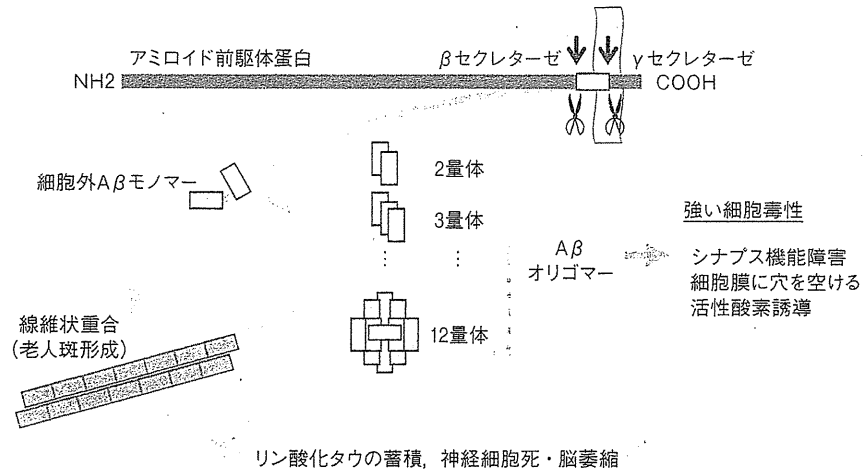 アミロイド前駆体蛋白
βセクレターゼ
γセクレターゼ
NH2
COOH
細胞外Aβモノマー
2量体
3量体
⋮ ⋮
12量体
Aβ
オリゴマー
強い細胞毒性
シナプス機能障害
細胞膜に穴を空ける
活性酸素誘導
線維状重合
(老人斑形成)
リン酸化タウの蓄積,神経細胞死・脳萎縮